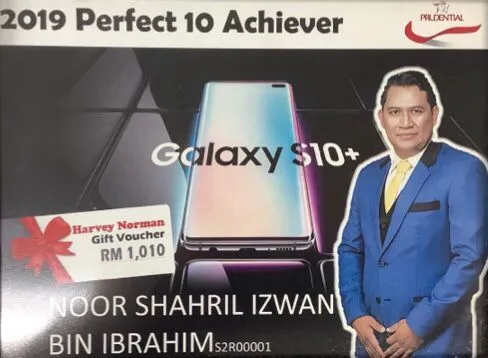 2019 Perfect 10 Achiever
PRUDENTIAL
Galaxy S10+
Harvey Norman
Gift Voucher
RM 1,010
NOOR SHAHRIL IZWAN
BIN IBRAHIM S2R00001